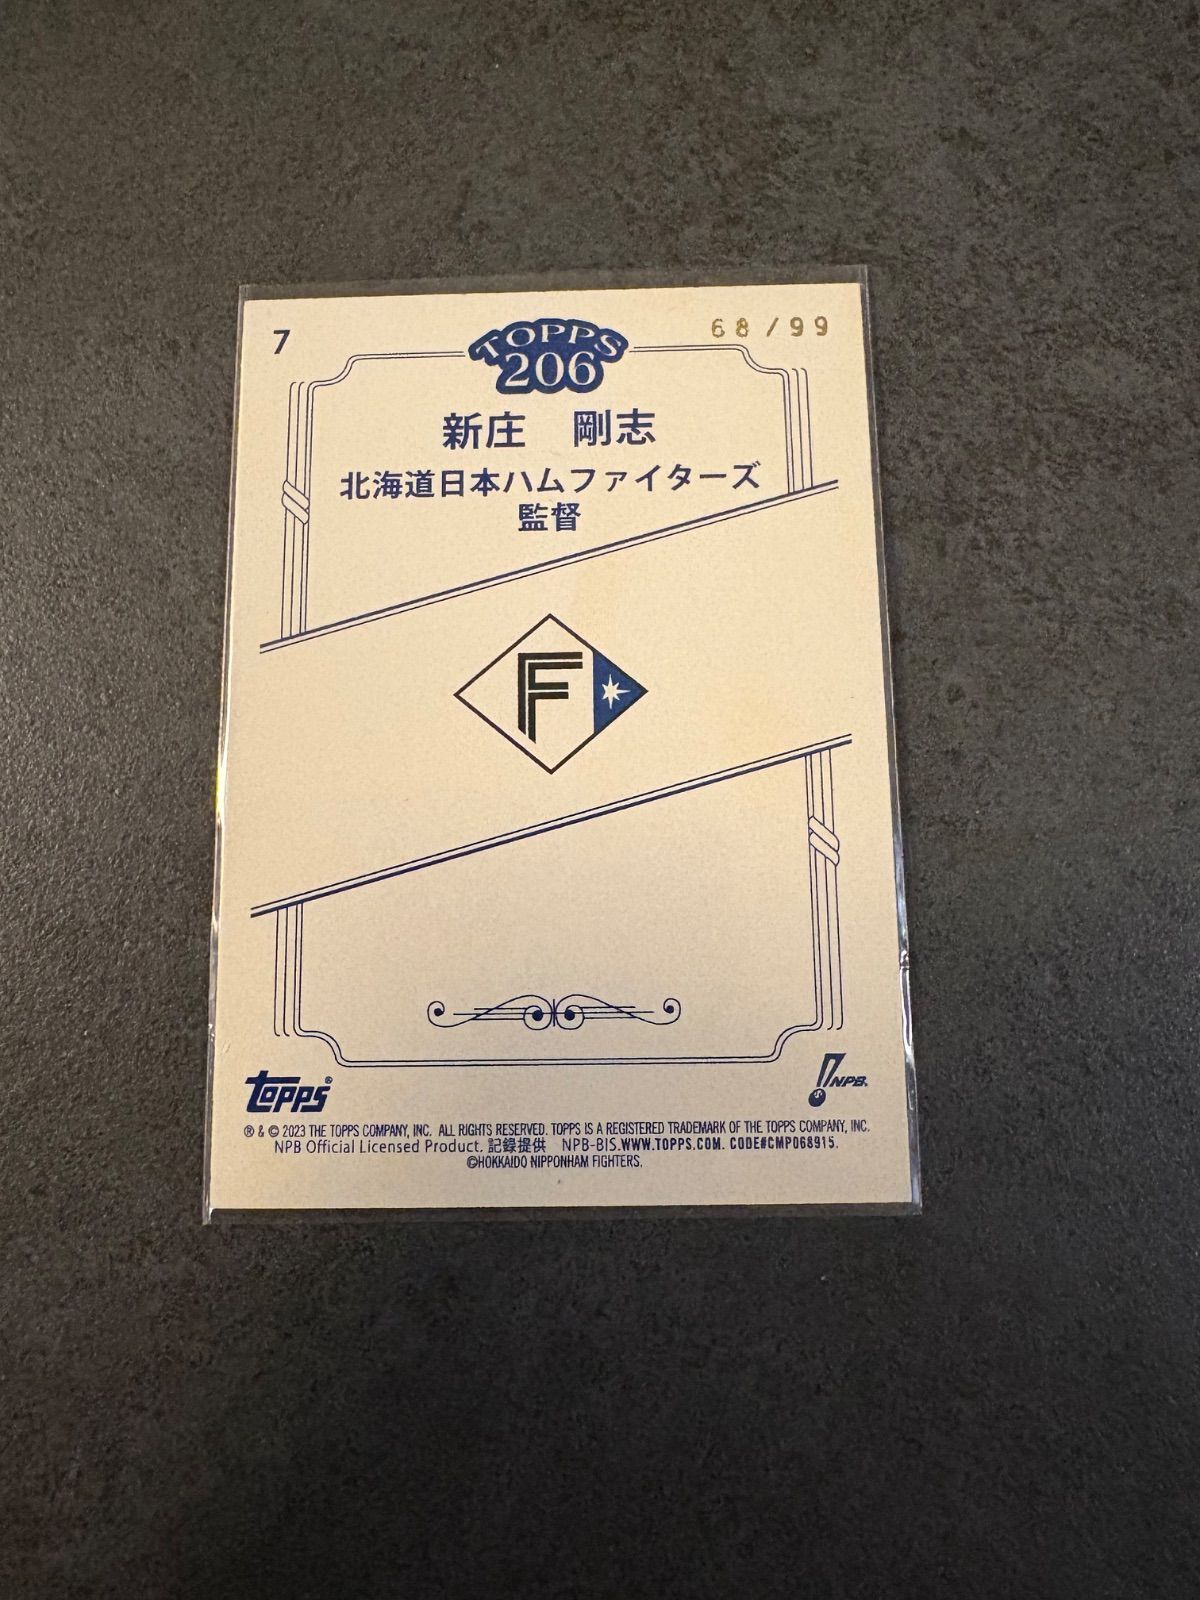 7
68/99
TOPPS
206
新庄 剛志
北海道日本ハムファイターズ
監督
F
topps®
NPB.
® & © 2023 THE TOPPS COMPANY, INC. ALL RIGHTS RESERVED. TOPPS IS A REGISTERED TRADEMARK OF THE TOPPS COMPANY, INC.
NPB Official Licensed Product. 記録提供 NPB-BIS.WWW.TOPPS.COM. CODE#CMP068915.
©HOKKAIDO NIPPONHAM FIGHTERS.